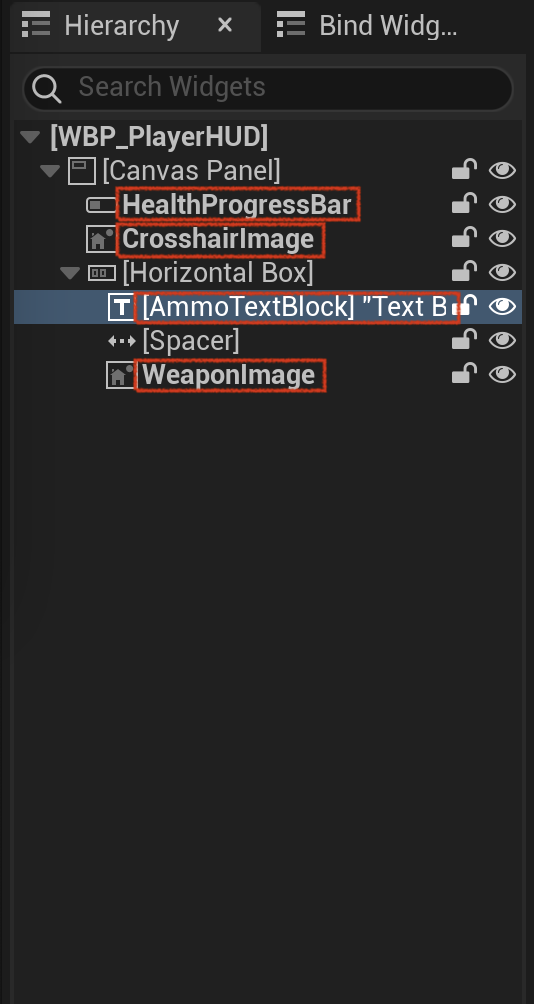 Hierarchy
Bind Widg...
Search Widgets
[WBP_PlayerHUD]
[Canvas Panel]
HealthProgressBar
CrosshairImage
[Horizontal Box]
[AmmoTextBlock] "Text B
[Spacer]
WeaponImage